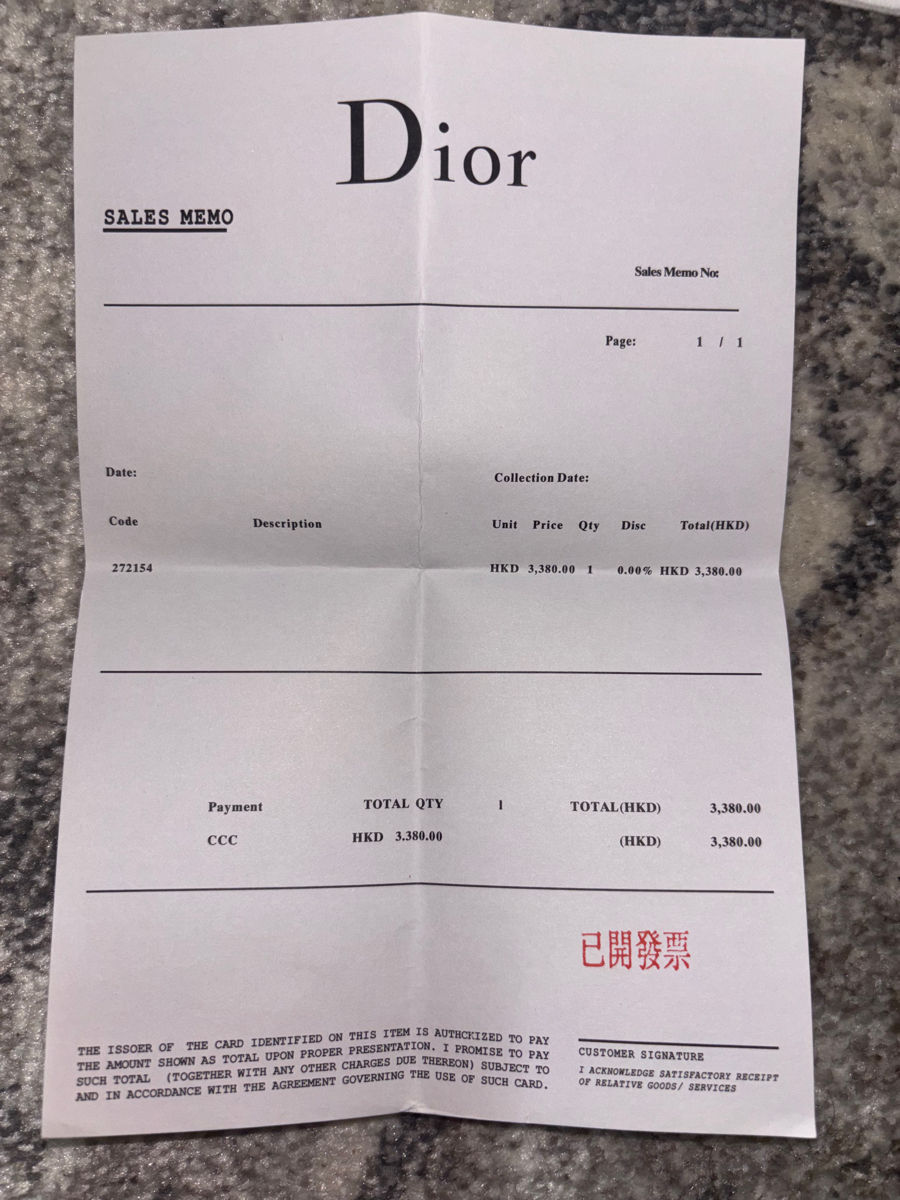 Dior
SALES MEMO
Sales Memo No:
Page: 1 / 1
Date:
Collection Date:
Code Description Unit Price Qty Disc Total(HKD)
272154 HKD 3,380.00 1 0.00% HKD 3,380.00
Payment TOTAL QTY 1 TOTAL(HKD) 3,380.00
CCC HKD 3.380.00 (HKD) 3,380.00
已開發票
THE ISSOER OF THE CARD IDENTIFIED ON THIS ITEM IS AUTHCKIZED TO PAY
THE AMOUNT SHOWN AS TOTAL UPON PROPER PRESENTATION. I PROMISE TO PAY
SUCH TOTAL (TOGETHER WITH ANY OTHER CHARGES DUE THEREON) SUBJECT TO
AND IN ACCORDANCE WITH THE AGREEMENT GOVERNING THE USE OF SUCH CARD.
CUSTOMER SIGNATURE
I ACKNOWLEDGE SATISFACTORY RECEIPT
OF RELATIVE GOODS/ SERVICES